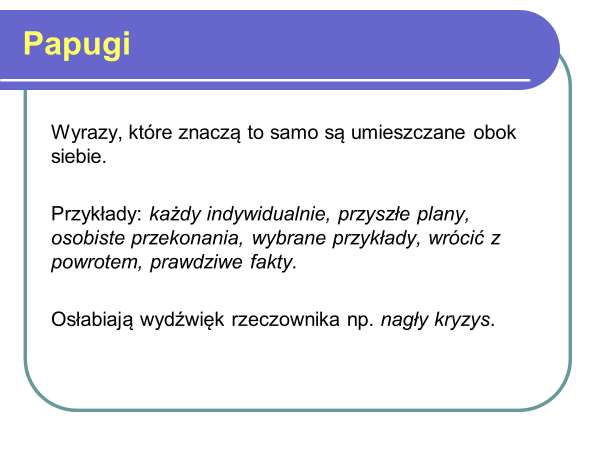 Papugi
Wyrazy, które znaczą to samo są umieszczane obok
siebie.
Przykłady: każdy indywidualnie, przyszłe plany,
osobiste przekonania, wybrane przykłady, wrócić z
powrotem, prawdziwe fakty.
Osłabiają wydźwięk rzeczownika np. nagły kryzys.